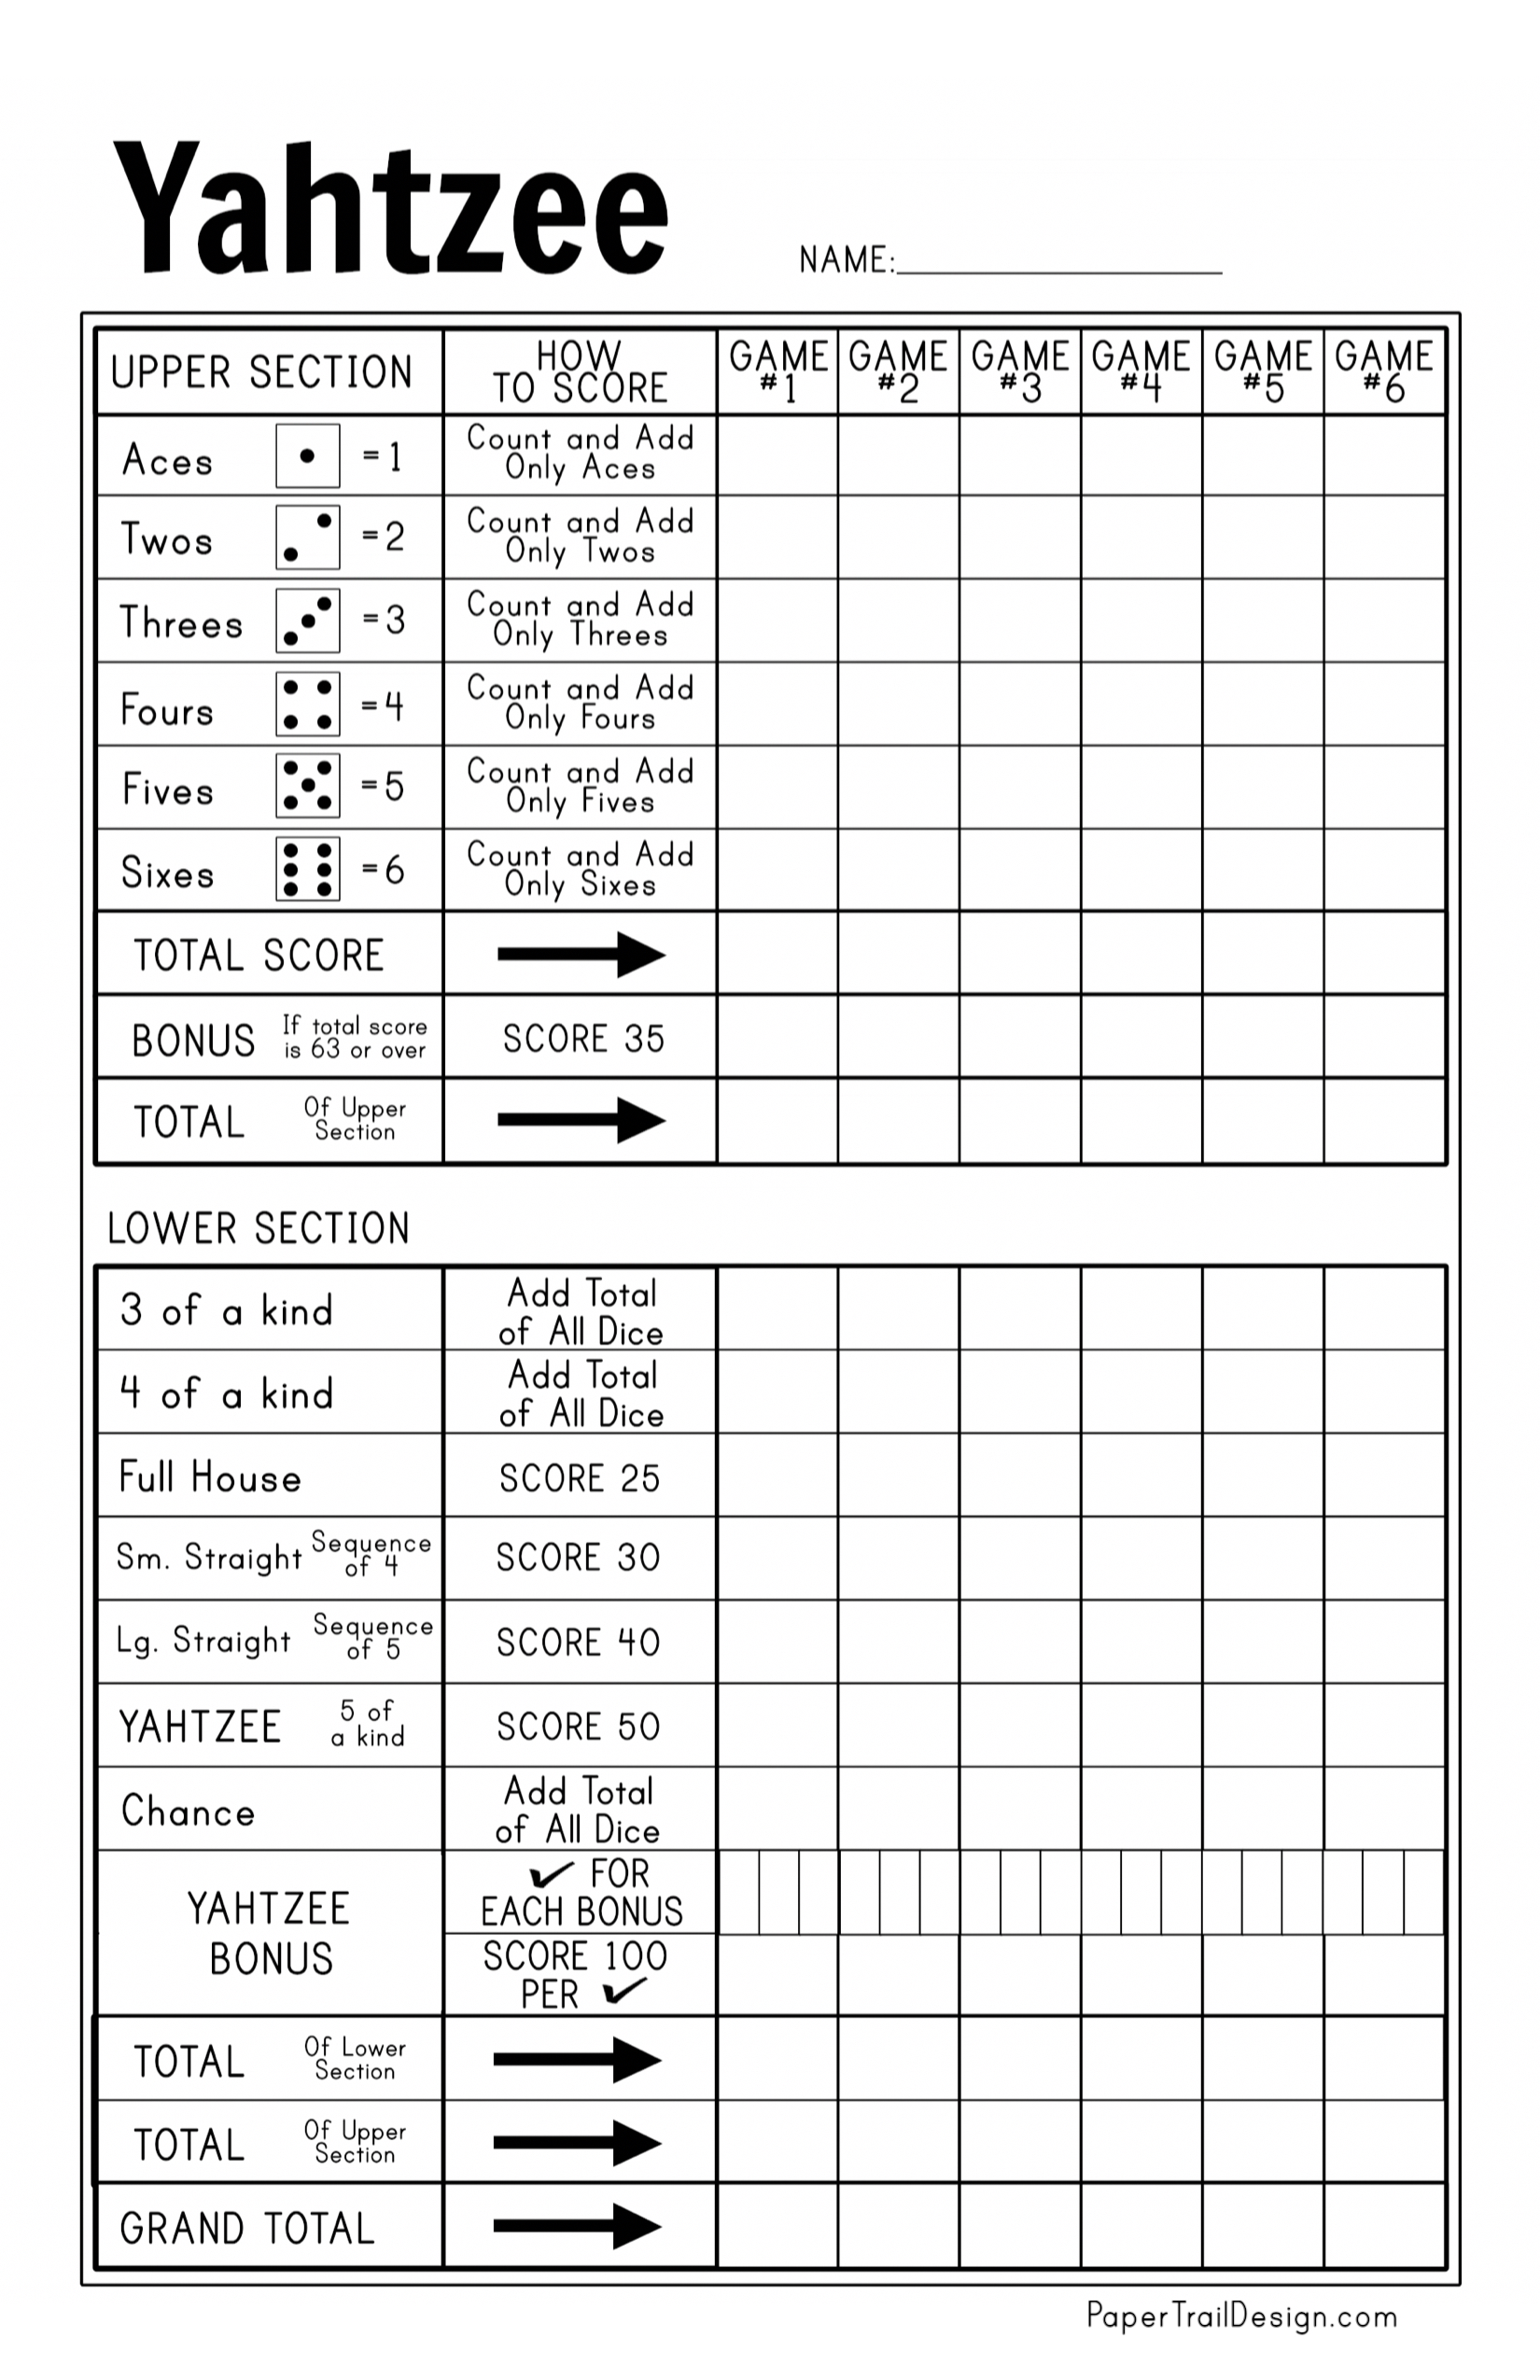 Yahtzee
NAME:
UPPER SECTION
HOW
TO SCORE
GAME
#1
GAME
#2
GAME
#3
GAME
#4
GAME
#5
GAME
#6
Aces = 1
Count and Add
Only Aces
Twos = 2
Count and Add
Only Twos
Threes = 3
Count and Add
Only Threes
Fours = 4
Count and Add
Only Fours
Fives = 5
Count and Add
Only Fives
Sixes = 6
Count and Add
Only Sixes
TOTAL SCORE
BONUS
If total score
is 63 or over
SCORE 35
TOTAL
Of Upper
Section
LOWER SECTION
3 of a kind
Add Total
of All Dice
4 of a kind
Add Total
of All Dice
Full House
SCORE 25
Sm. Straight
Sequence
of 4
SCORE 30
Lg. Straight
Sequence
of 5
SCORE 40
YAHTZEE
5 of
a kind
SCORE 50
Chance
Add Total
of All Dice
YAHTZEE
BONUS
✓ FOR
EACH BONUS
SCORE 100
PER ✓
TOTAL
Of Lower
Section
TOTAL
Of Upper
Section
GRAND TOTAL
PaperTrailDesign.com